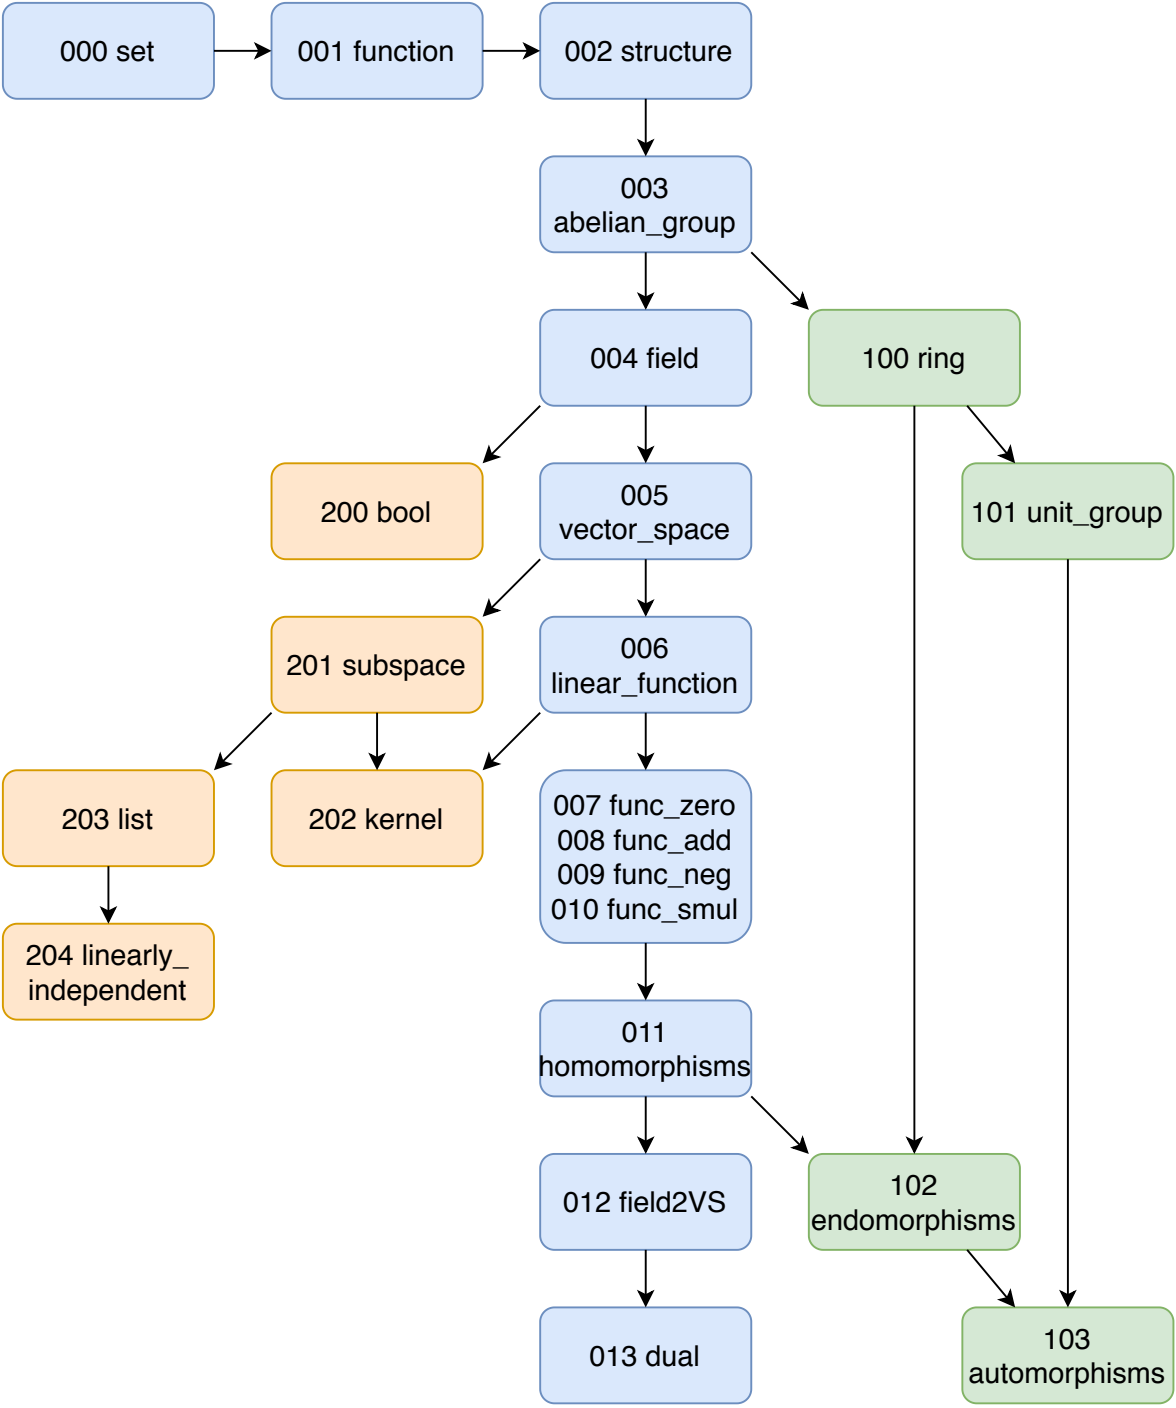 000 set
001 function
002 structure
003
abelian_group
004 field
100 ring
200 bool
005
vector_space
101 unit_group
201 subspace
006
linear_function
203 list
202 kernel
007 func_zero
008 func_add
009 func_neg
010 func_smul
204 linearly_
independent
011
homomorphisms
012 field2VS
102
endomorphisms
013 dual
103
automorphisms